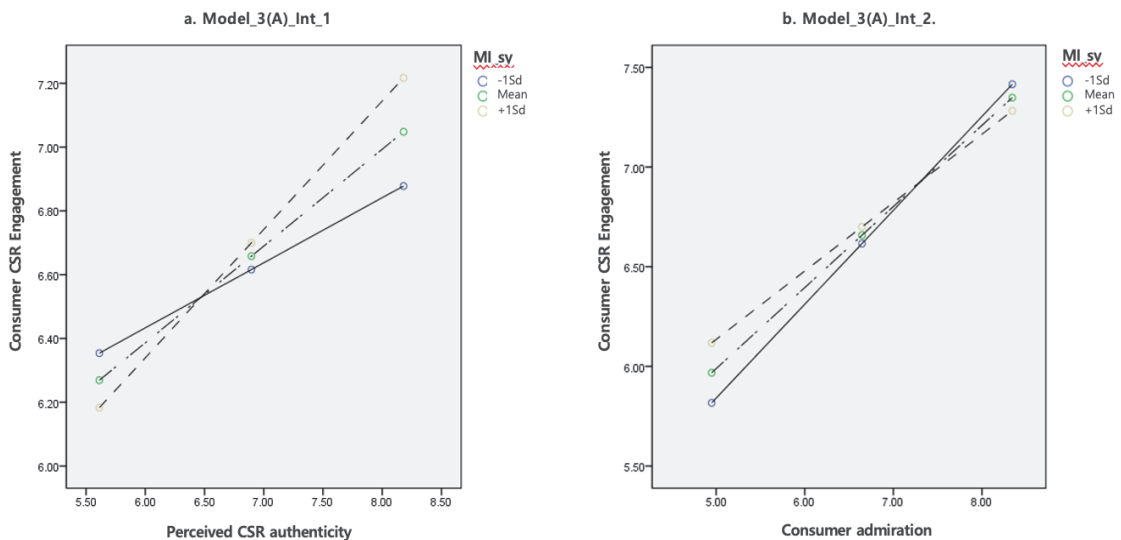 a. Model_3(A)_Int_1
MI_sy
-1Sd
Mean
+1Sd
7.20
7.00
6.80
6.60
6.40
6.20
6.00
Consumer CSR Engagement
5.50 6.00 6.50 7.00 7.50 8.00 8.50
Perceived CSR authenticity
b. Model_3(A)_Int_2.
MI_sy
-1Sd
Mean
+1Sd
7.50
7.00
6.50
6.00
5.50
Consumer CSR Engagement
5.00 6.00 7.00 8.00
Consumer admiration